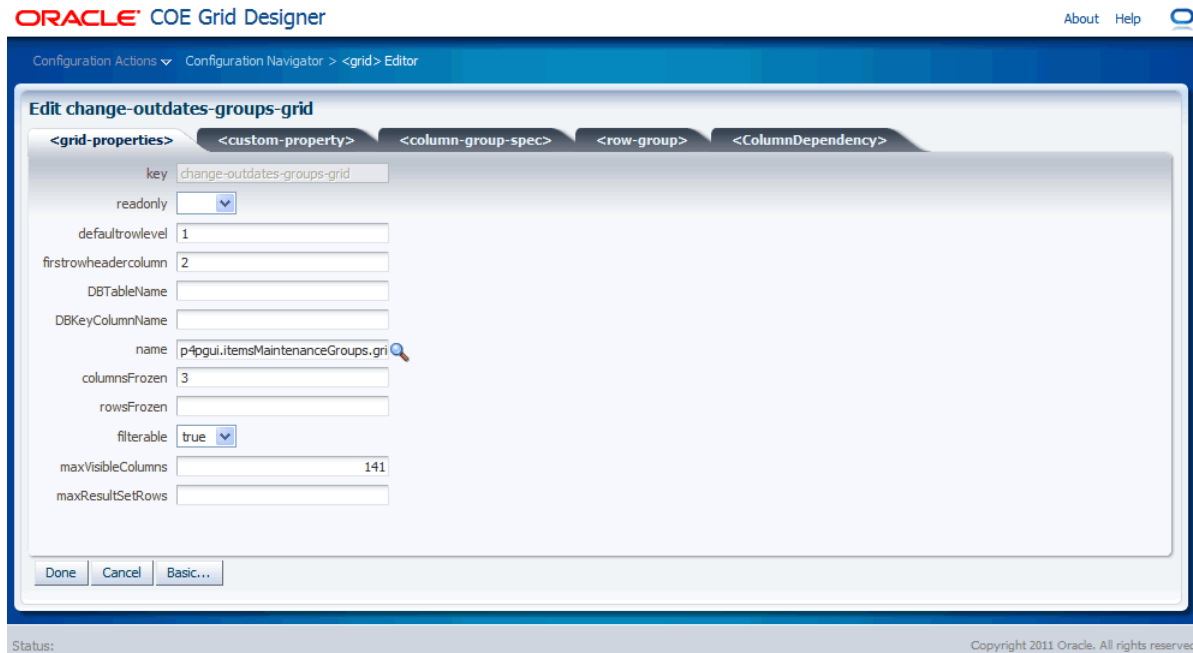 ORACLE COE Grid Designer About Help
Configuration Actions Configuration Navigator > <grid> Editor
Edit change-outdates-groups-grid
<grid-properties> <custom-property> <column-group-spec> <row-group> <ColumnDependency>
key change-outdates-groups-grid
readonly
defaultrowlevel 1
firstrowheadercolumn 2
DBTableName
DBKeyColumnName
name p4pgui.itemsMaintenanceGroups.gri
columnsFrozen 3
rowsFrozen
filterable true
maxVisibleColumns 141
maxResultSetRows
Done Cancel Basic...
Status: Copyright 2011 Oracle. All rights reserved